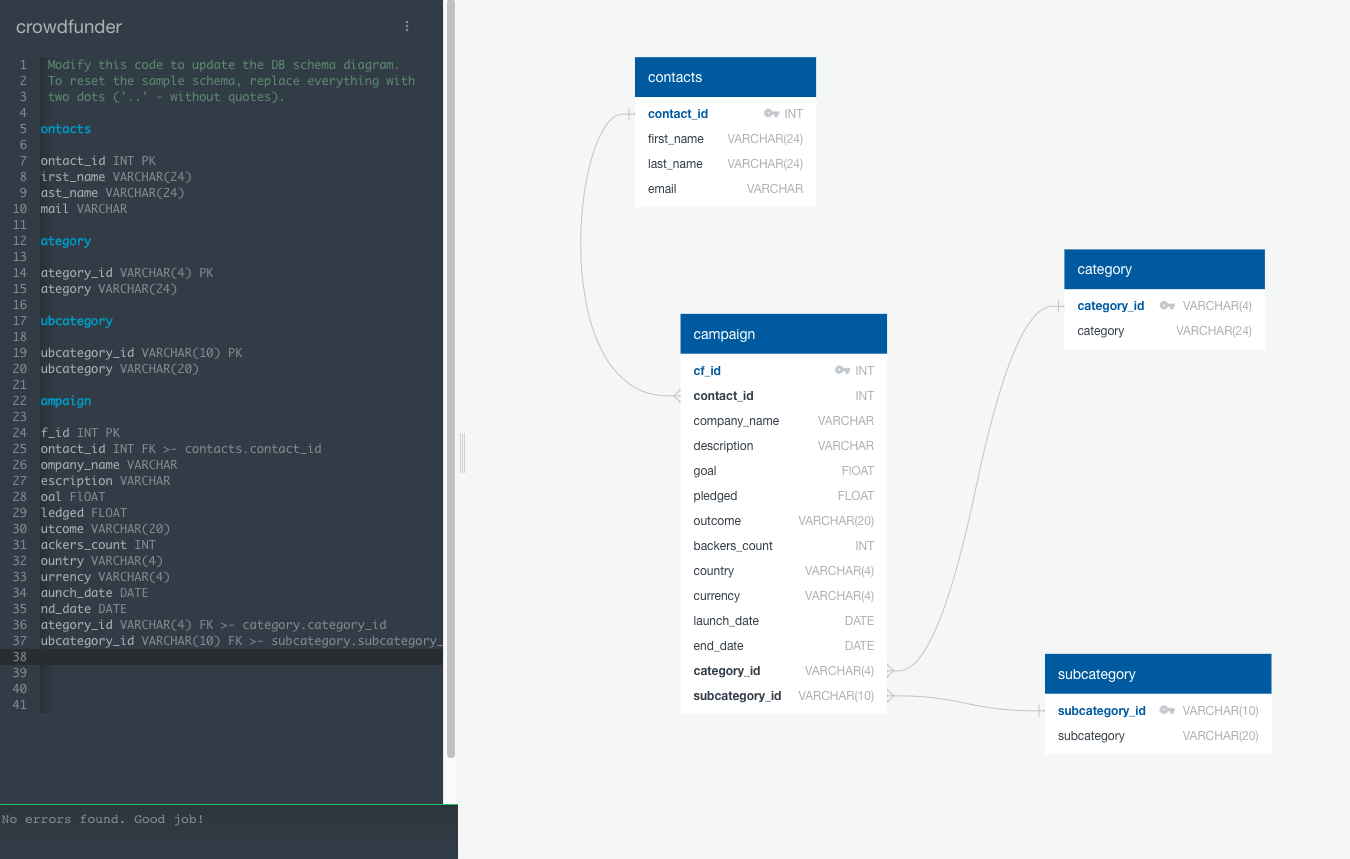 crowdfunder
1 Modify this code to update the DB schema diagram.
2 To reset the sample schema, replace everything with
3 two dots ('..' - without quotes).
4
5 ontacts
6
7 ontact_id INT PK
8 irst_name VARCHAR(24)
9 ast_name VARCHAR(24)
10 mail VARCHAR
11
12 ategory
13
14 ategory_id VARCHAR(4) PK
15 ategory VARCHAR(24)
16
17 ubcategory
18
19 ubcategory_id VARCHAR(10) PK
20 ubcategory VARCHAR(20)
21
22 ampaign
23
24 f_id INT PK
25 ontact_id INT FK >- contacts.contact_id
26 ompany_name VARCHAR
27 escription VARCHAR
28 oal FlOAT
29 ledged FLOAT
30 utcome VARCHAR(20)
31 ackers_count INT
32 ountry VARCHAR(4)
33 urrency VARCHAR(4)
34 aunch_date DATE
35 nd_date DATE
36 ategory_id VARCHAR(4) FK >- category.category_id
37 ubcategory_id VARCHAR(10) FK >- subcategory.subcategory_
38
39
40
41
No errors found. Good job!
contacts
contact_id INT
first_name VARCHAR(24)
last_name VARCHAR(24)
email VARCHAR
campaign
cf_id INT
contact_id INT
company_name VARCHAR
description VARCHAR
goal FlOAT
pledged FLOAT
outcome VARCHAR(20)
backers_count INT
country VARCHAR(4)
currency VARCHAR(4)
launch_date DATE
end_date DATE
category_id VARCHAR(4)
subcategory_id VARCHAR(10)
category
category_id VARCHAR(4)
category VARCHAR(24)
subcategory
subcategory_id VARCHAR(10)
subcategory VARCHAR(20)